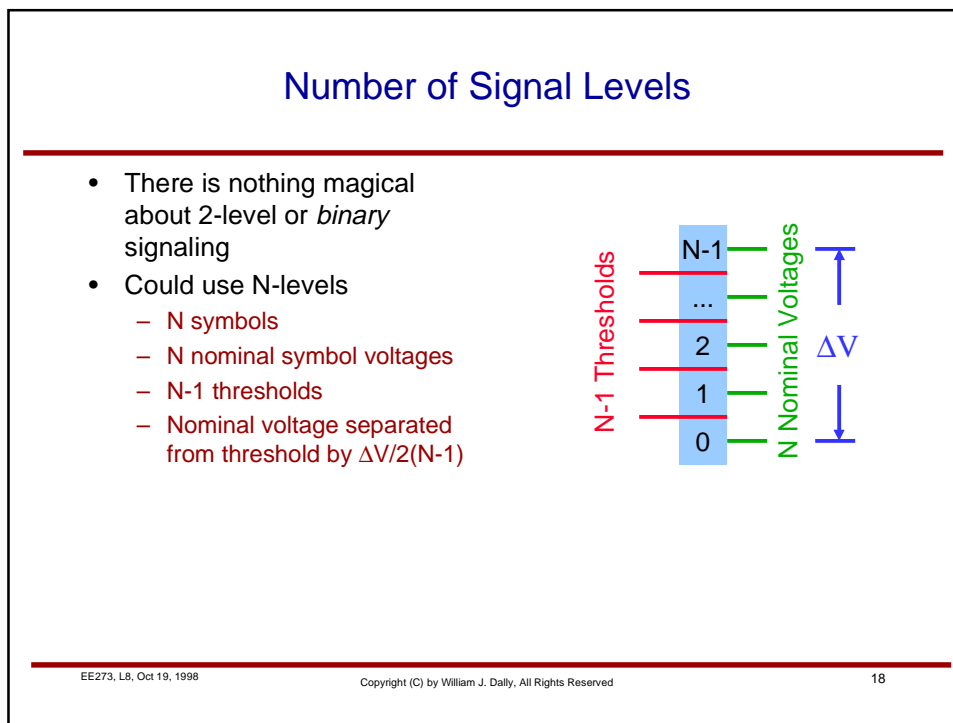 Number of Signal Levels
• There is nothing magical
about 2-level or binary
signaling
• Could use N-levels
– N symbols
– N nominal symbol voltages
– N-1 thresholds
– Nominal voltage separated
from threshold by ΔV/2(N-1)
N-1 Thresholds
N-1
...
2
1
0
N Nominal Voltages
ΔV
EE273, L8, Oct 19, 1998
Copyright (C) by William J. Dally, All Rights Reserved
18